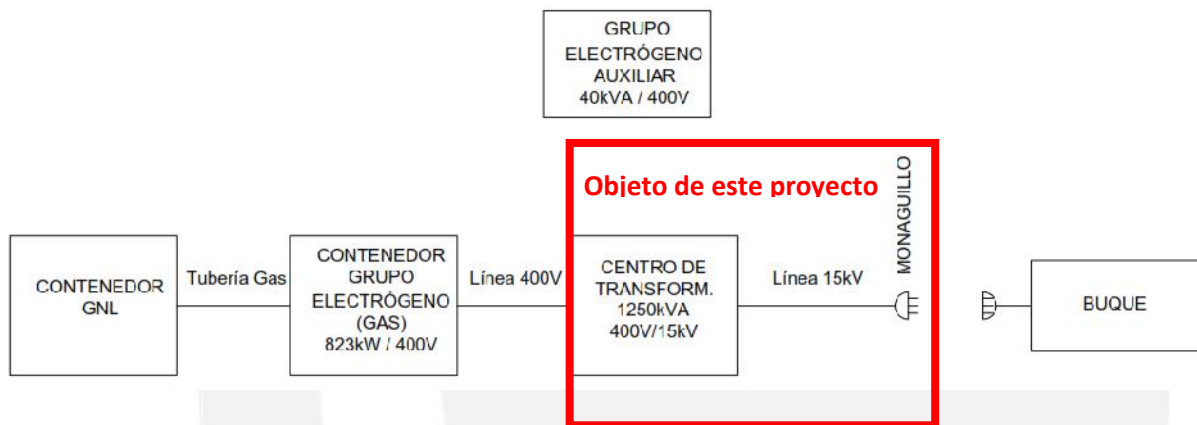 GRUPO
ELECTRÓGENO
AUXILIAR
40kVA / 400V
Objeto de este proyecto
MONAGUILLO
CONTENEDOR
GNL
Tubería Gas
CONTENEDOR
GRUPO
ELECTRÓGENO
(GAS)
823kW / 400V
Línea 400V
CENTRO DE
TRANSFORM.
1250kVA
400V/15kV
Línea 15kV
BUQUE